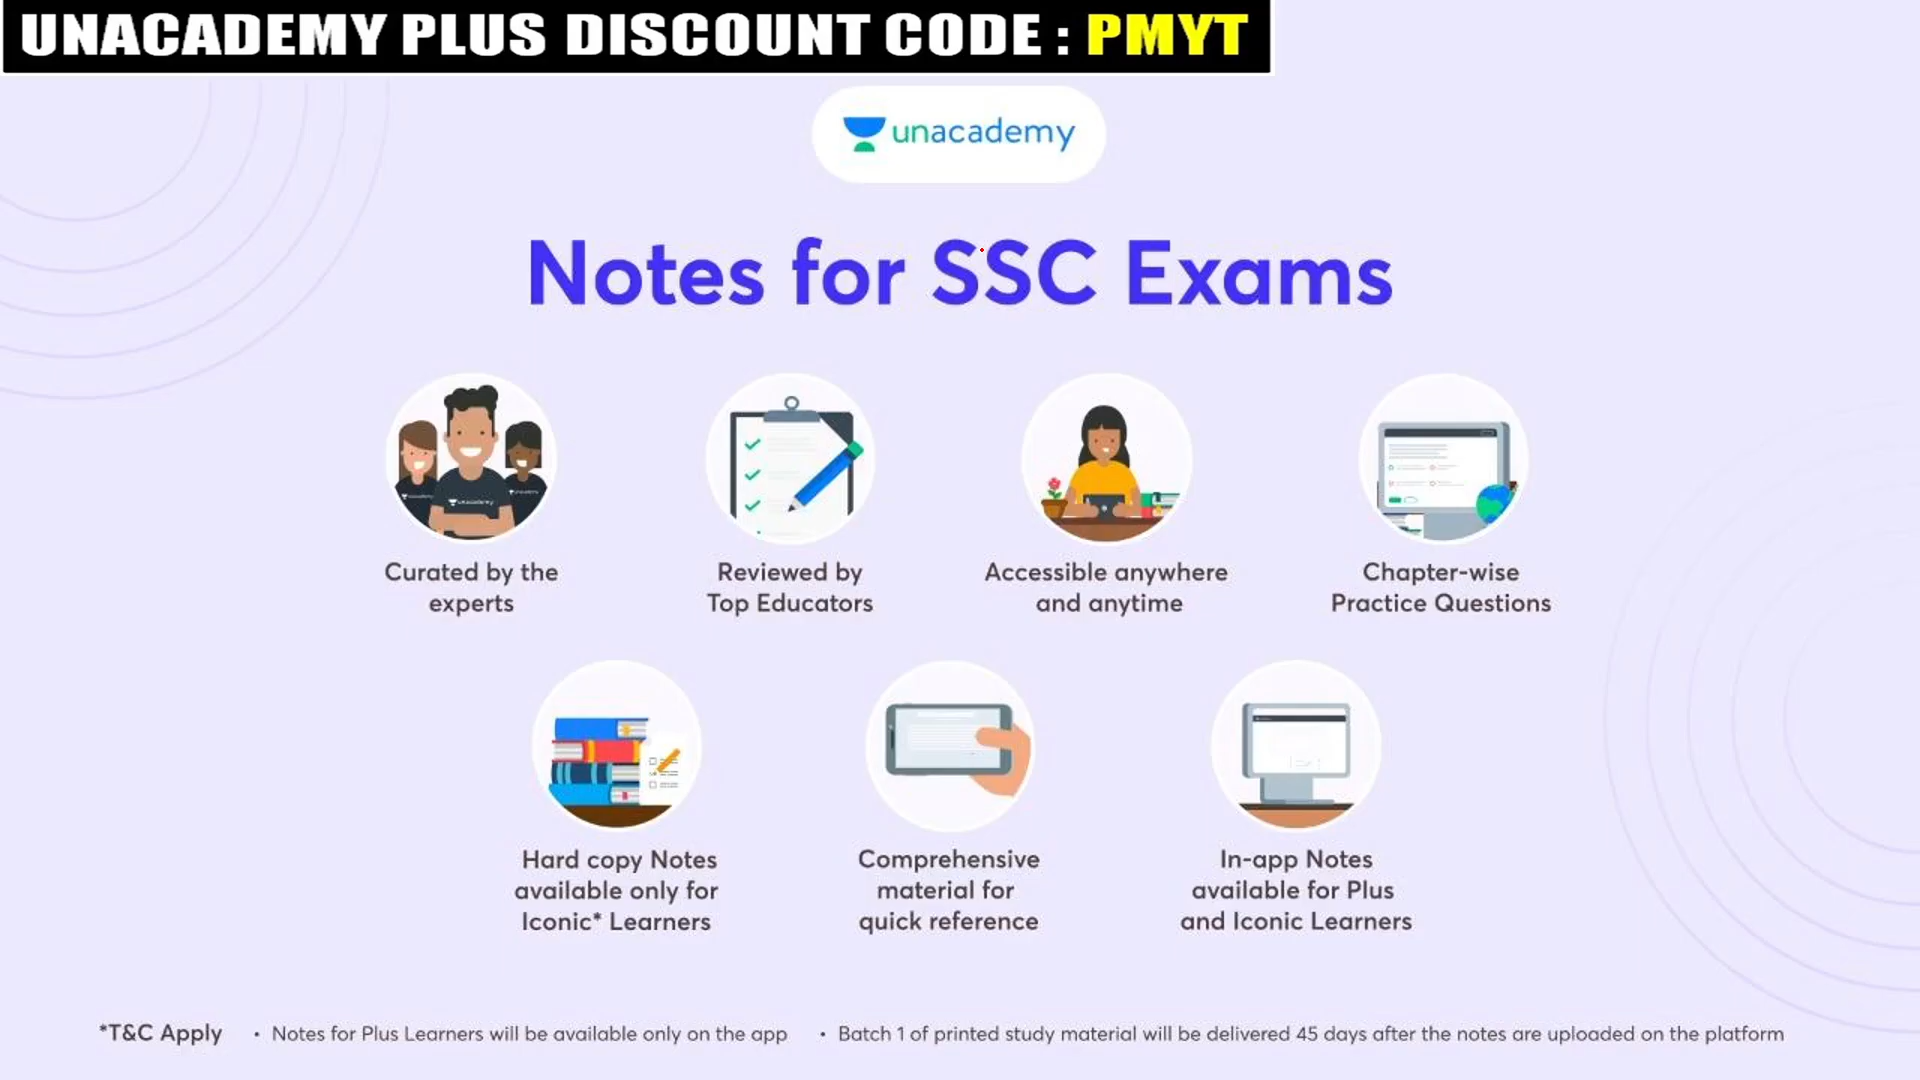 UNACADEMY PLUS DISCOUNT CODE : PMYT
unacademy
Notes for SSC Exams
unacademy
unacademy
unacademy
Curated by the
experts
Reviewed by
Top Educators
Accessible anywhere
and anytime
Chapter-wise
Practice Questions
Hard copy Notes
available only for
Iconic* Learners
Comprehensive
material for
quick reference
In-app Notes
available for Plus
and Iconic Learners
*T&C Apply • Notes for Plus Learners will be available only on the app • Batch 1 of printed study material will be delivered 45 days after the notes are uploaded on the platform